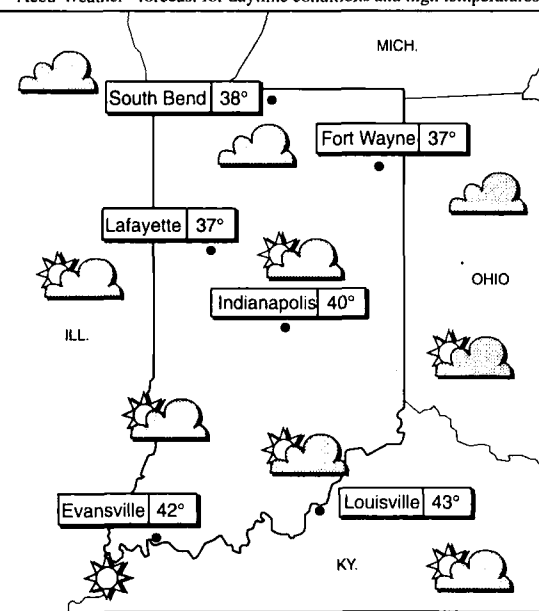 forecast for daytime conditions and high temperatures
MICH.
South Bend 38°
Fort Wayne 37°
Lafayette 37°
OHIO
Indianapolis 40°
ILL.
Evansville 42°
Louisville 43°
KY.